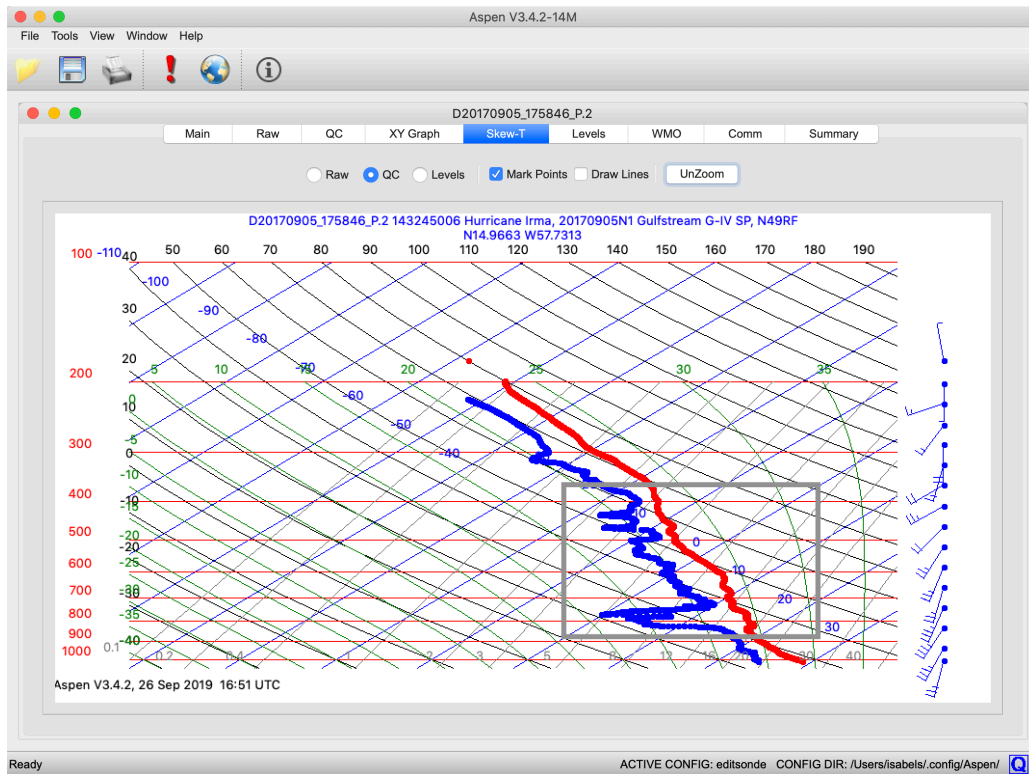 Aspen V3.4.2-14M
File Tools View Window Help
D20170905_175846_P.2
Main Raw QC XY Graph Skew-T Levels WMO Comm Summary
Raw QC Levels Mark Points Draw Lines UnZoom
D20170905_175846_P.2 143245006 Hurricane Irma, 20170905N1 Gulfstream G-IV SP, N49RF
N14.9663 W57.7313
100 -110 40 50 60 70 80 90 100 110 120 130 140 150 160 170 180 190
-100
30 -90
-80
20
200 5 10 -70 20 25 30 35
0 -60
10
-50
300 -5
0 -40
-10
400
-10
-15 -10
500 -20 0
-20
600 -25 -10
700 -30
20
800 -35 30
900 -40
1000 0.1 0.2 0.4 1 2 3 5 8 12 16 20 30 40
Aspen V3.4.2, 26 Sep 2019 16:51 UTC
Ready ACTIVE CONFIG: editsonde CONFIG DIR: /Users/isabels/.config/Aspen/ Q